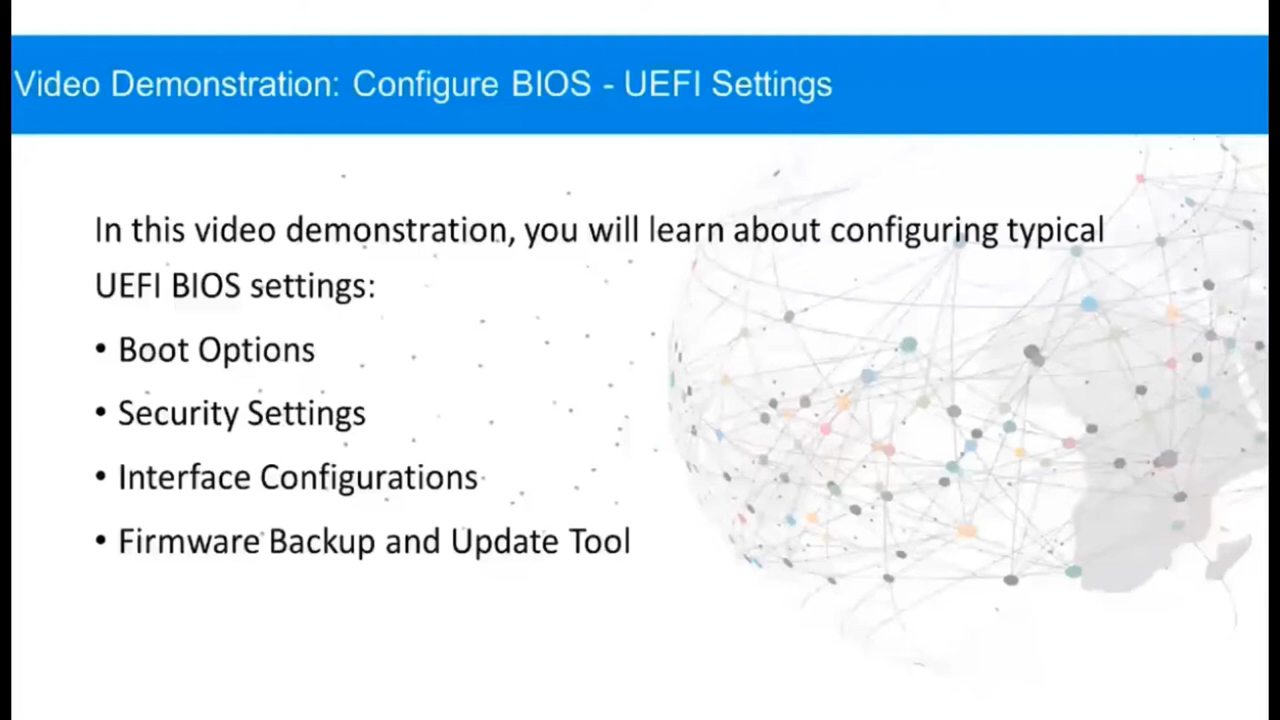 Video Demonstration: Configure BIOS - UEFI Settings
In this video demonstration, you will learn about configuring typical
UEFI BIOS settings:
• Boot Options
• Security Settings
• Interface Configurations
• Firmware Backup and Update Tool